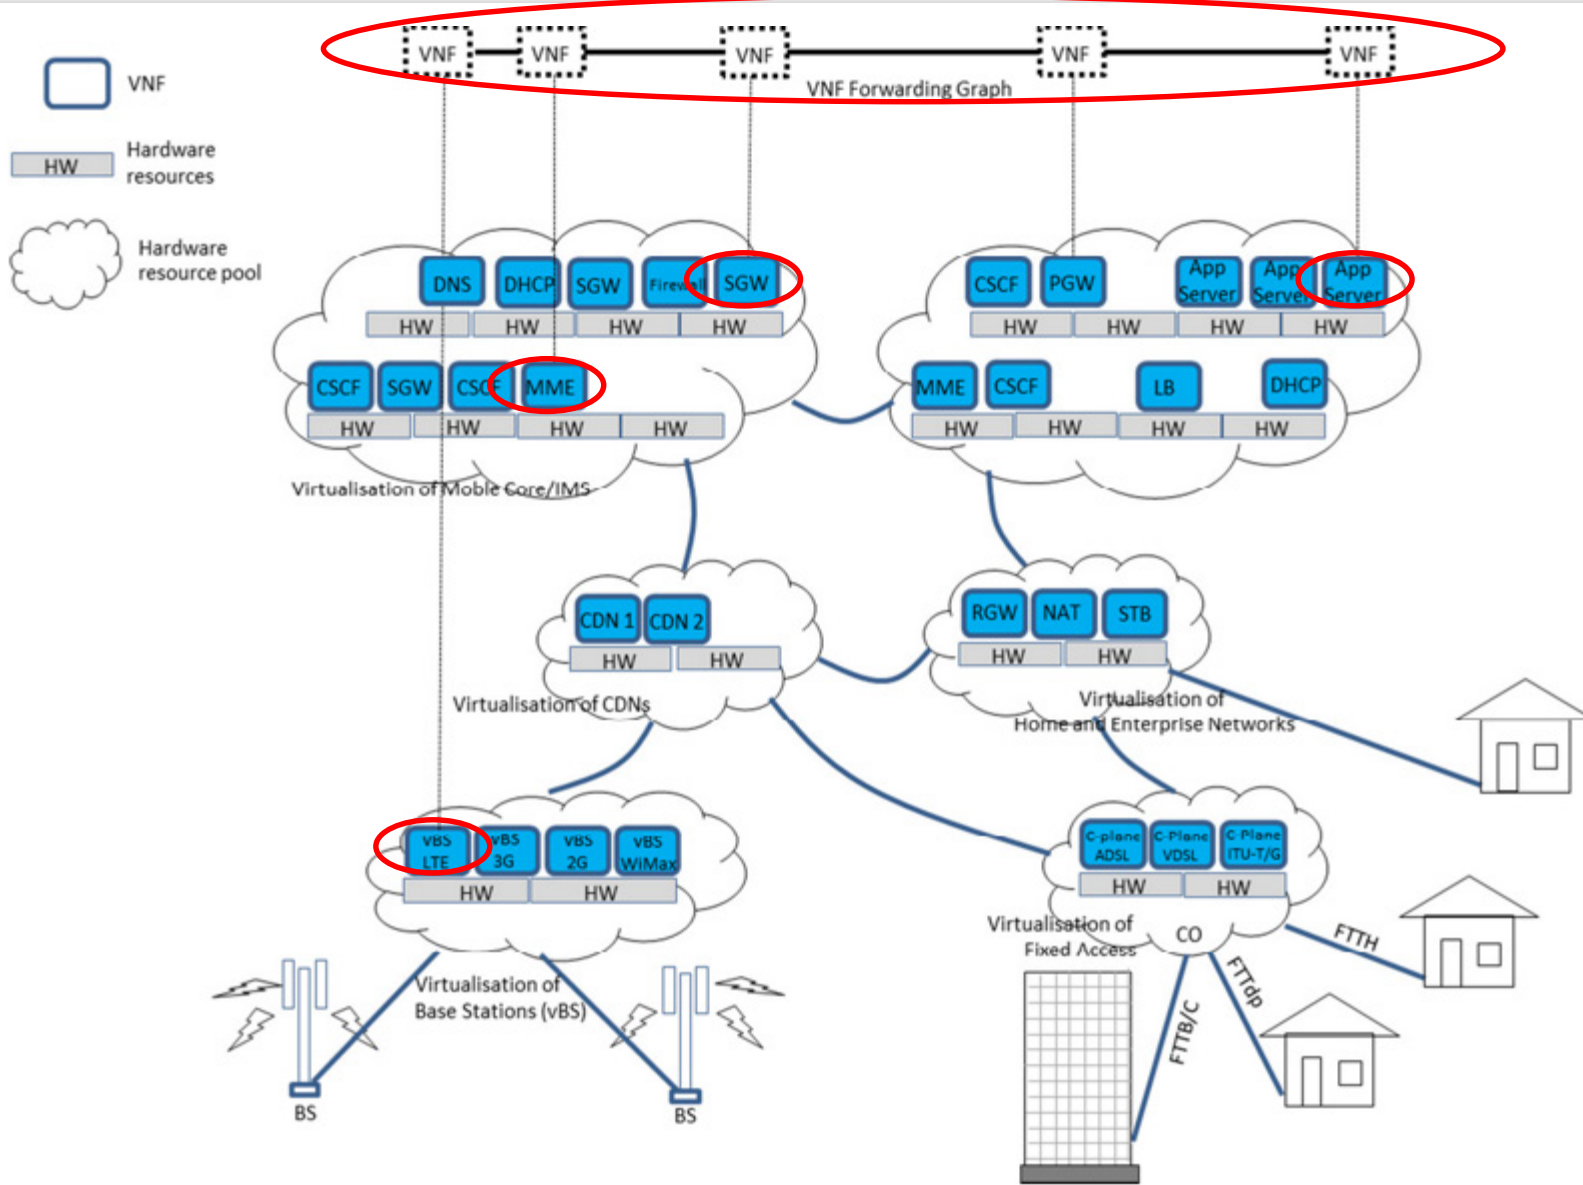 VNF VNF VNF VNF VNF
VNF Forwarding Graph
VNF
HW
Hardware
resources
Hardware
resource pool
DNS DHCP SGW Firewall SGW
HW HW HW HW
CSCF SGW CSCF MME
HW HW HW HW
Virtualisation of Moble Core/IMS
CSCF PGW
App
Server
App
Server
App
Server
HW HW HW HW
MME CSCF LB DHCP
HW HW HW HW
CDN 1 CDN 2
HW HW
Virtualisation of CDNs
RGW NAT STB
HW HW
Virtualisation of
Home and Enterprise Networks
vBS
LTE
vBS
3G
vBS
2G
vBS
WiMax
HW HW
Virtualisation of
Base Stations (vBS)
BS
BS
C-plane
ADSL
C-Plane
VDSL
C-Plane
ITU-T/G
HW HW
Virtualisation of
Fixed Access
CO
FTTH
FTTdp
FTTB/C